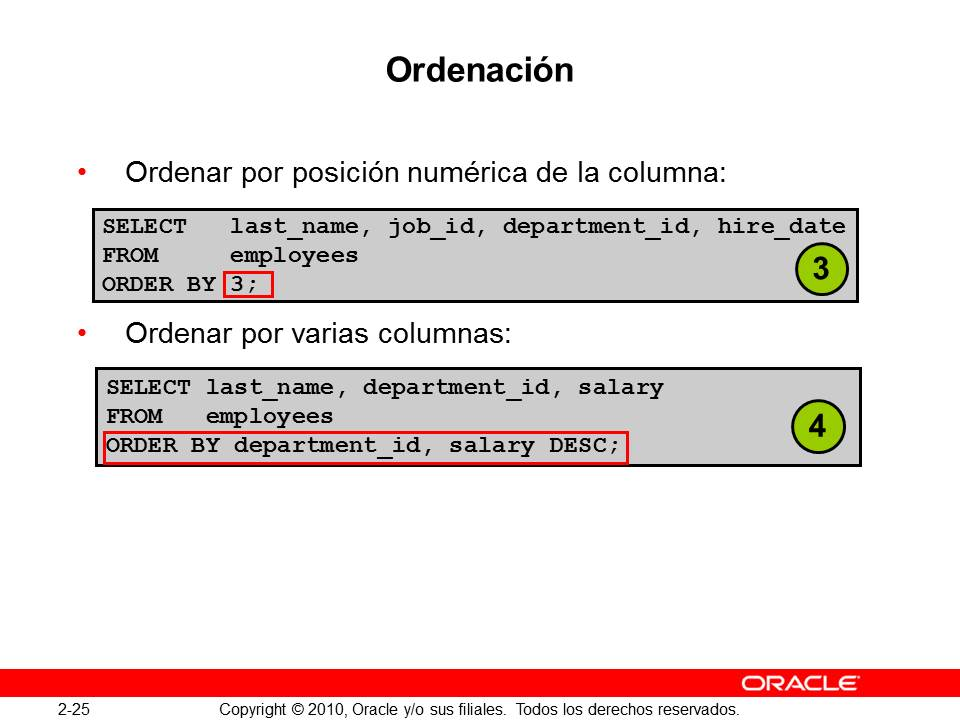 Ordenación
• Ordenar por posición numérica de la columna:
SELECT   last_name, job_id, department_id, hire_date
FROM     employees
ORDER BY 3;
3
• Ordenar por varias columnas:
SELECT last_name, department_id, salary
FROM   employees
ORDER BY department_id, salary DESC;
4
ORACLE
2-25 Copyright © 2010, Oracle y/o sus filiales. Todos los derechos reservados.